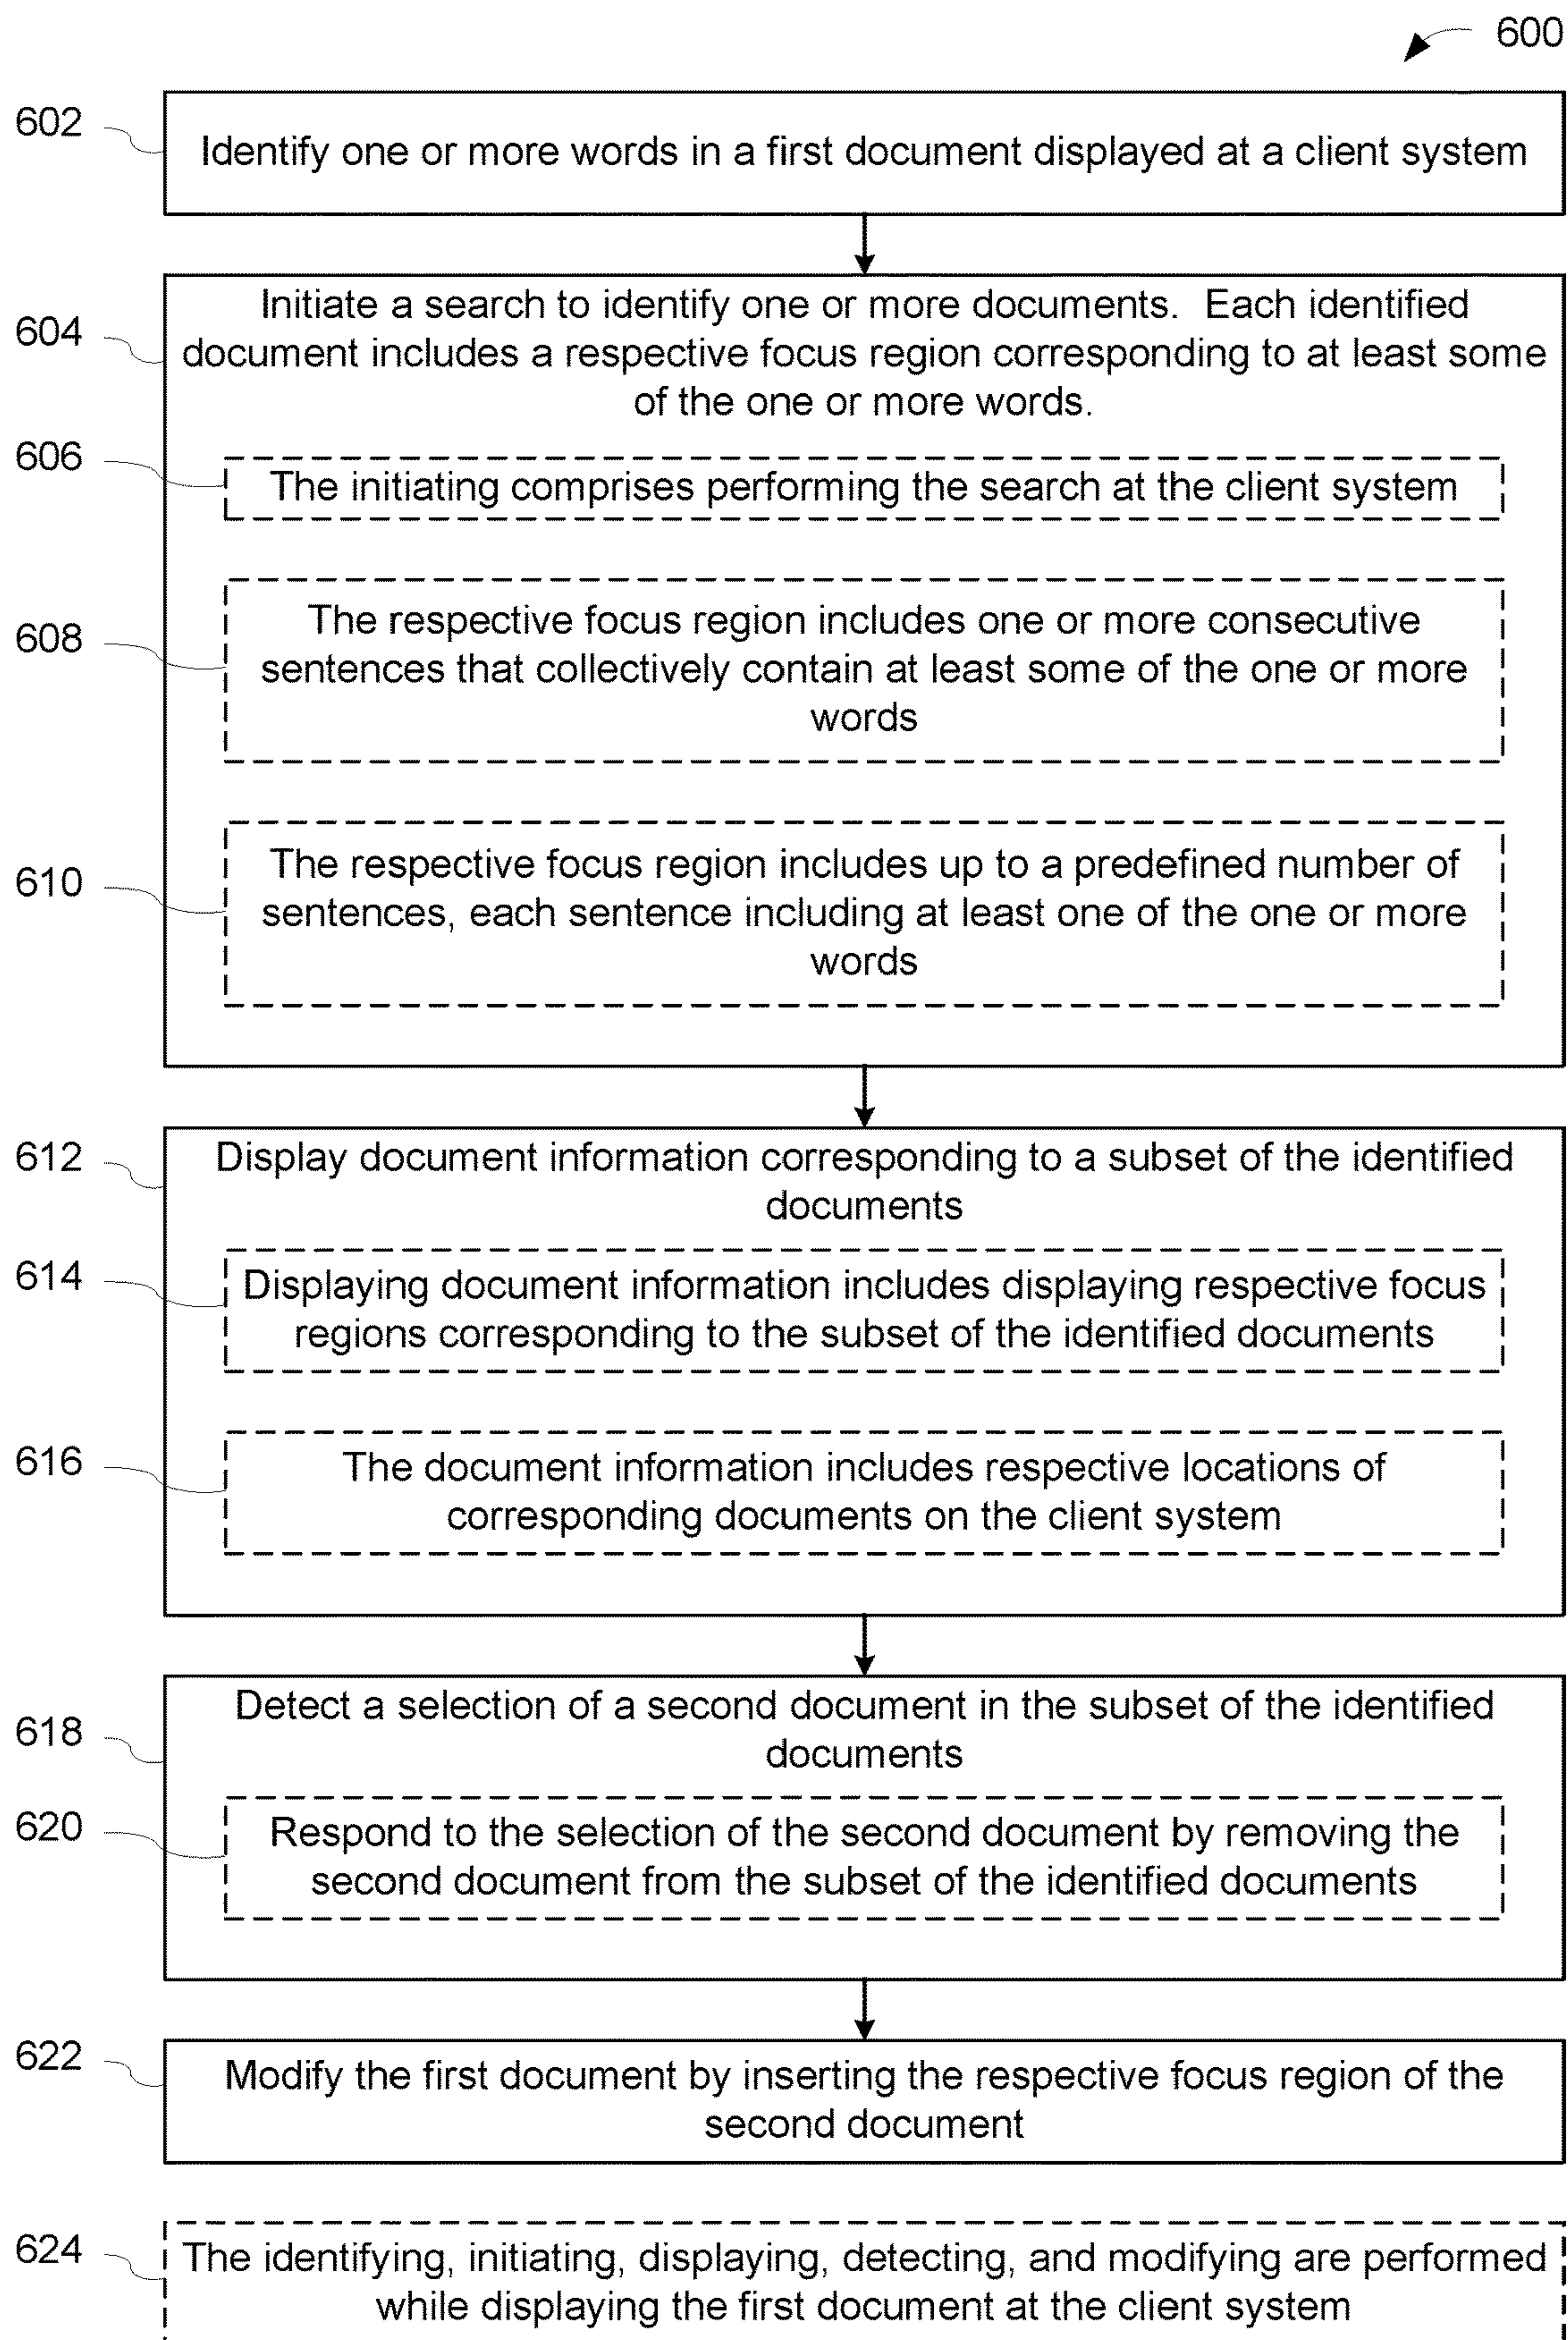 600
602
Identify one or more words in a first document displayed at a client system
604
Initiate a search to identify one or more documents.  Each identified
document includes a respective focus region corresponding to at least some
of the one or more words.
606
The initiating comprises performing the search at the client system
608
The respective focus region includes one or more consecutive
sentences that collectively contain at least some of the one or more
words
610
The respective focus region includes up to a predefined number of
sentences, each sentence including at least one of the one or more
words
612
Display document information corresponding to a subset of the identified
documents
614
Displaying document information includes displaying respective focus
regions corresponding to the subset of the identified documents
616
The document information includes respective locations of
corresponding documents on the client system
618
Detect a selection of a second document in the subset of the identified
documents
620
Respond to the selection of the second document by removing the
second document from the subset of the identified documents
622
Modify the first document by inserting the respective focus region of the
second document
624
The identifying, initiating, displaying, detecting, and modifying are performed
while displaying the first document at the client system